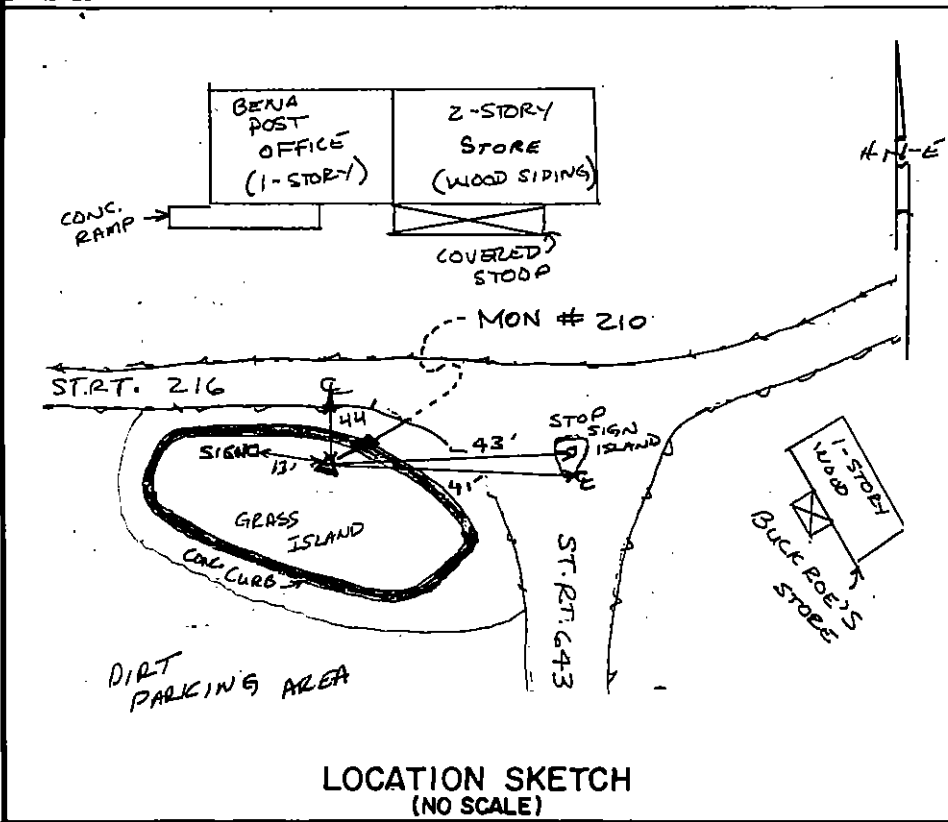 BENA
POST
OFFICE
(1-STORY)
2-STORY
STORE
(WOOD SIDING)
CONC.
RAMP
COVERED
STOOP
N
MON # 210
ST.RT. 216
℄
44'
43'
STOP
SIGN
ISLAND
SIGN
13'
41'
℄
GRASS
ISLAND
CONC. CURB
ST. RT. 643
1-STORY
WOOD
BUCKROE'S
STORE
DIRT
PARKING AREA
LOCATION SKETCH
(NO SCALE)